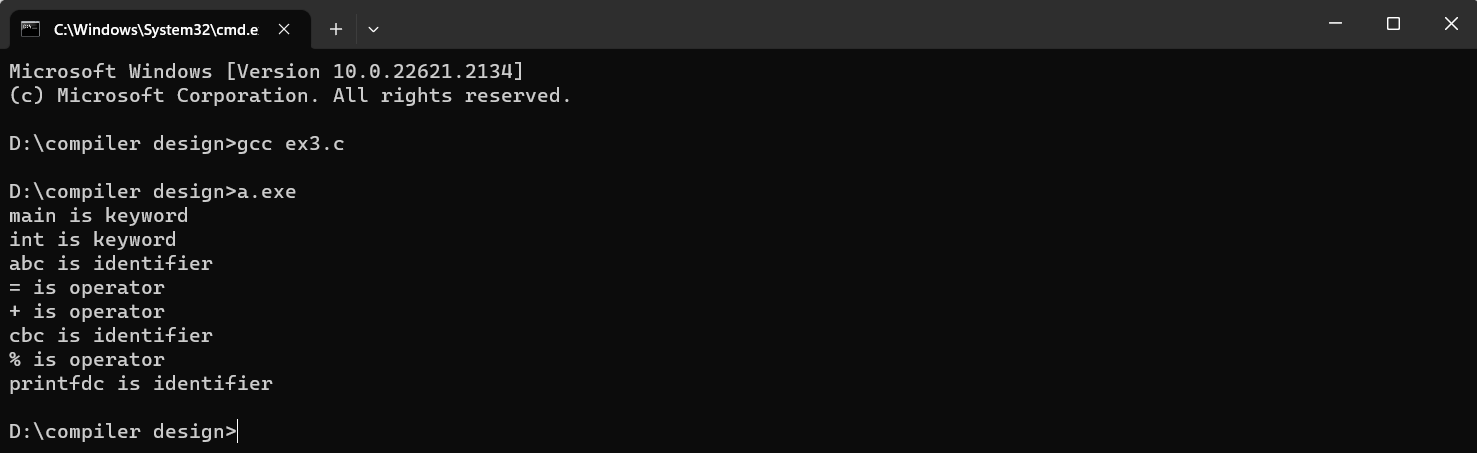 C:\Windows\System32\cmd.e
Microsoft Windows [Version 10.0.22621.2134]
(c) Microsoft Corporation. All rights reserved.
D:\compiler design>gcc ex3.c
D:\compiler design>a.exe
main is keyword
int is keyword
abc is identifier
= is operator
+ is operator
cbc is identifier
% is operator
printfdc is identifier
D:\compiler design>